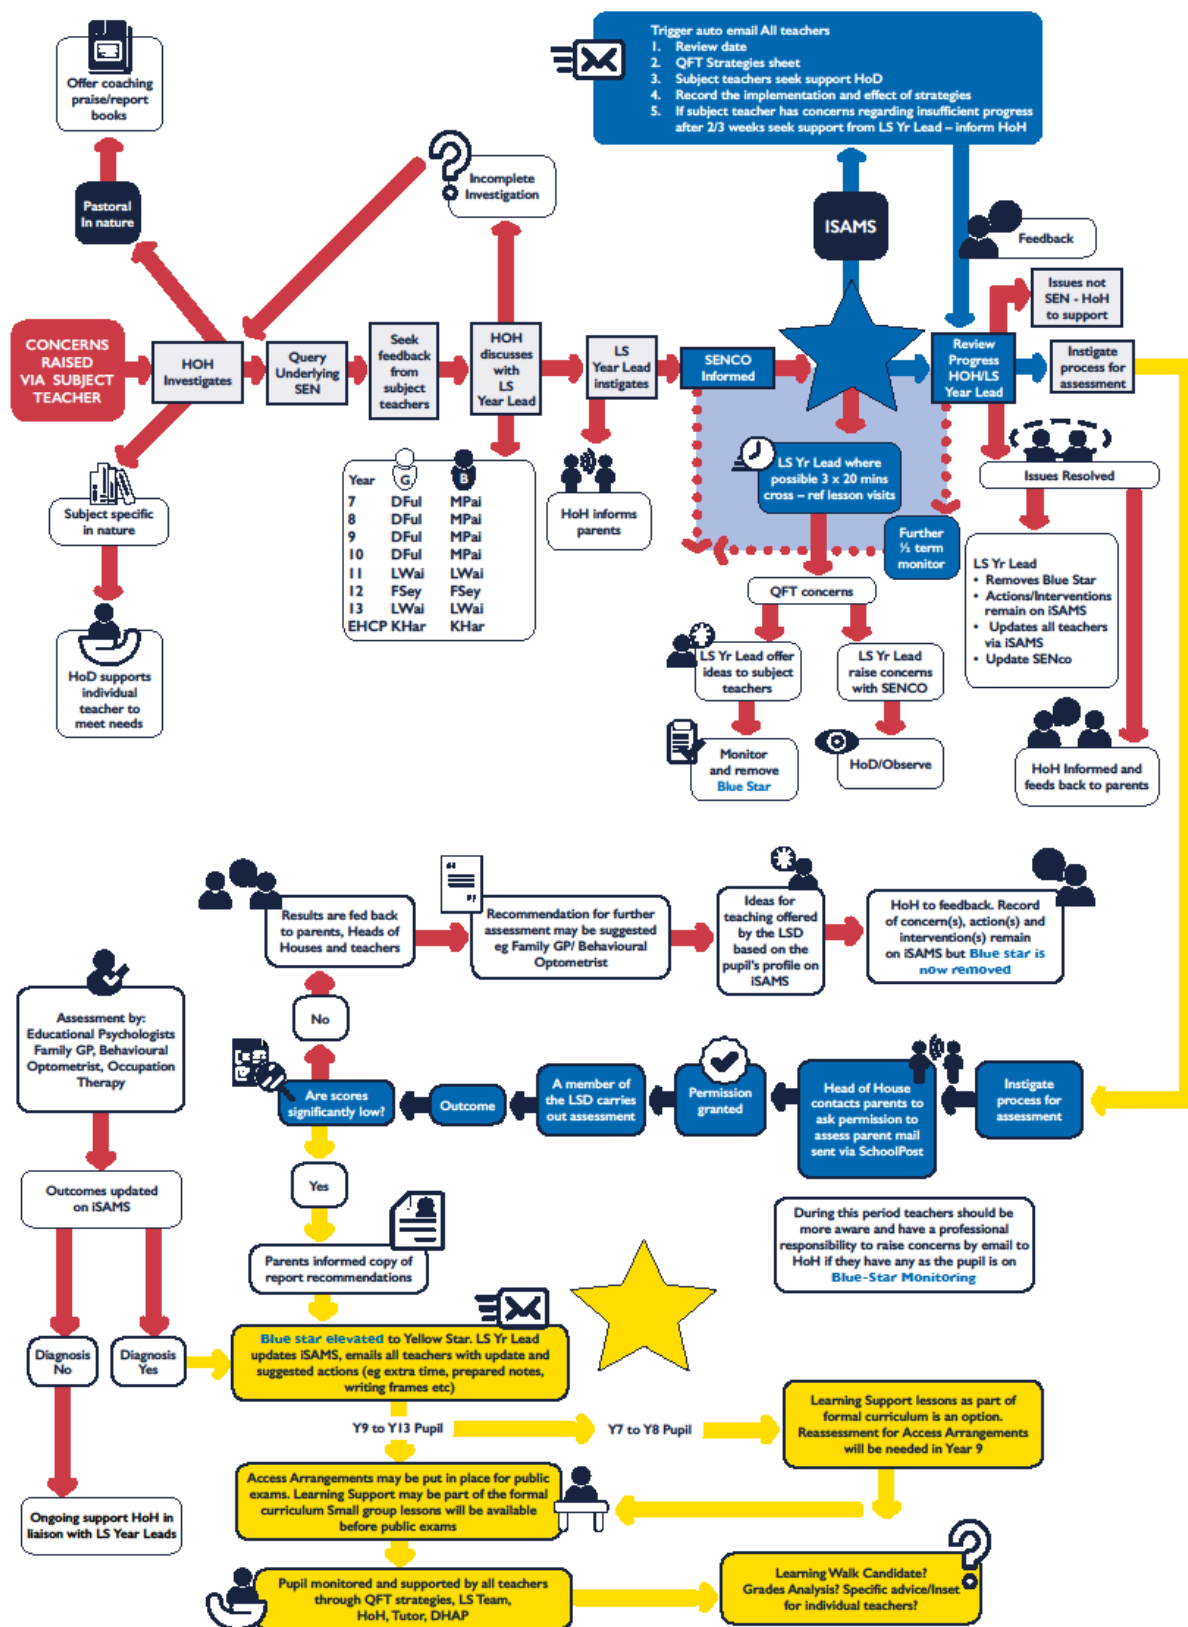 Trigger auto email All teachers
1. Review date
2. QFT Strategies sheet
3. Subject teachers seek support HoD
4. Record the implementation and effect of strategies
5. If subject teacher has concerns regarding insufficient progress
after 2/3 weeks seek support from LS Yr Lead – inform HoH
Offer coaching
praise/report
books
Pastoral
In nature
Incomplete
Investigation
ISAMS
Feedback
Issues not
SEN - HoH
to support
CONCERNS
RAISED
VIA SUBJECT
TEACHER
HOH
Investigates
Query
Underlying
SEN
Seek
feedback
from
subject
teachers
HOH
discusses
with
LS
Year Lead
LS
Year Lead
instigates
SENCO
Informed
Review
Progress
HOH/LS
Year Lead
Instigate
process for
assessment
Subject specific
in nature
HoD supports
individual
teacher to
meet needs
Year G B
7 DFul MPai
8 DFul MPai
9 DFul MPai
10 DFul MPai
11 LWai LWai
12 FSey FSey
13 LWai LWai
EHCP KHar KHar
HoH informs
parents
LS Yr Lead where
possible 3 x 20 mins
cross – ref lesson visits
Further
½ term
monitor
Issues Resolved
LS Yr Lead
• Removes Blue Star
• Actions/Interventions
remain on iSAMS
• Updates all teachers
via iSAMS
• Update SENco
QFT concerns
LS Yr Lead offer
ideas to subject
teachers
LS Yr Lead
raise concerns
with SENCO
Monitor
and remove
Blue Star
HoD/Observe
HoH Informed and
feeds back to parents
Results are fed back
to parents, Heads of
Houses and teachers
Recommendation for further
assessment may be suggested
eg Family GP/ Behavioural
Optometrist
Ideas for
teaching offered
by the LSD
based on the
pupil's profile on
iSAMS
HoH to feedback. Record
of concern(s), action(s) and
intervention(s) remain
on iSAMS but Blue star is
now removed
Assessment by:
Educational Psychologists
Family GP, Behavioural
Optometrist, Occupation
Therapy
No
Are scores
significantly low?
Outcome
A member of
the LSD carries
out assessment
Permission
granted
Head of House
contacts parents to
ask permission to
assess parent mail
sent via SchoolPost
Instigate
process for
assessment
Outcomes updated
on iSAMS
Yes
During this period teachers should be
more aware and have a professional
responsibility to raise concerns by email to
HoH if they have any as the pupil is on
Blue-Star Monitoring
Parents informed copy of
report recommendations
Diagnosis
No
Diagnosis
Yes
Blue star elevated to Yellow Star. LS Yr Lead
updates iSAMS, emails all teachers with update and
suggested actions (eg extra time, prepared notes,
writing frames etc)
Y9 to Y13 Pupil
Y7 to Y8 Pupil
Learning Support lessons as part of
formal curriculum is an option.
Reassessment for Access Arrangements
will be needed in Year 9
Access Arrangements may be put in place for public
exams. Learning Support may be part of the formal
curriculum Small group lessons will be available
before public exams
Ongoing support HoH in
liaison with LS Year Leads
Pupil monitored and supported by all teachers
through QFT strategies, LS Team,
HoH, Tutor, DHAP
Learning Walk Candidate?
Grades Analysis? Specific advice/Inset
for individual teachers?